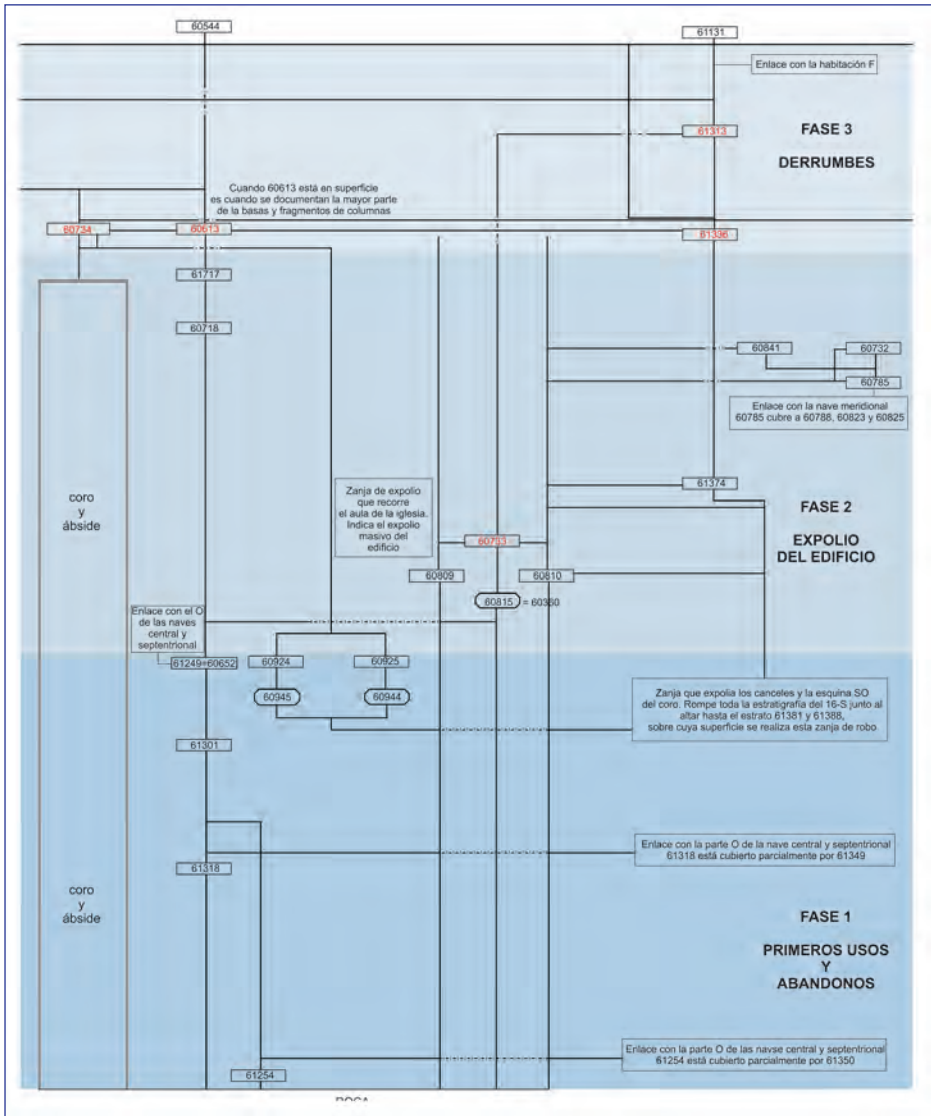 60544
61131
Enlace con la habitación F
61313
FASE 3
DERRUMBES
Cuando 60613 está en superficie
es cuando se documentan la mayor parte
de la basas y fragmentos de columnas
60734
60613
61336
61717
60718
60841
60732
60785
Enlace con la nave meridional
60785 cubre a 60788, 60823 y 60825
61374
coro
y
ábside
Zanja de expolio
que recorre
el aula de la iglesia.
Indica el expolio
masivo del
edificio
FASE 2
EXPOLIO
DEL EDIFICIO
60733
60809
60810
60815 = 60360
Enlace con el O
de las naves
central y
septentrional
61249=60652
60924
60925
60945
60944
Zanja que expolia los canceles y la esquina SO
del coro. Rompe toda la estratigrafía del 16-S junto al
altar hasta el estrato 61381 y 61388,
sobre cuya superficie se realiza esta zanja de robo
61301
Enlace con la parte O de la nave central y septentrional
61318 está cubierto parcialmente por 61349
61318
coro
y
ábside
FASE 1
PRIMEROS USOS
Y
ABANDONOS
Enlace con la parte O de las navse central y septentrional
61254 está cubierto parcialmente por 61350
61254